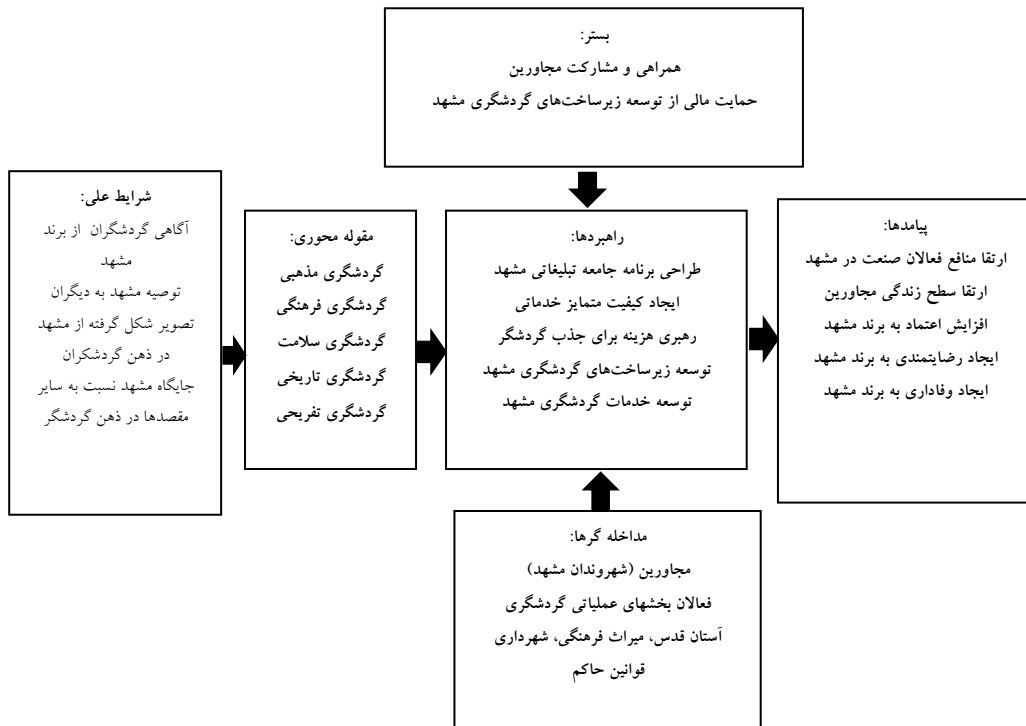 بستر:
همراهی و مشارکت مجاورین
حمایت مالی از توسعه زیرساخت‌های گردشگری مشهد
شرایط علی:
آگاهی گردشگران از برند
مشهد
توصیه مشهد به دیگران
تصویر شکل گرفته از مشهد
در ذهن گردشکران
جایگاه مشهد نسبت به سایر
مقصدها در ذهن گردشگر
مقوله محوری:
گردشگری مذهبی
گردشگری فرهنگی
گردشگری سلامت
گردشگری تاریخی
گردشگری تفریحی
راهبردها:
طراحی برنامه جامعه تبلیغاتی مشهد
ایجاد کیفیت متمایز خدماتی
رهبری هزینه برای جذب گردشگر
توسعه زیرساخت‌های گردشگری مشهد
توسعه خدمات گردشگری مشهد
پیامدها:
ارتقا منافع فعالان صنعت در مشهد
ارتقا سطح زندگی مجاورین
افزایش اعتماد به برند مشهد
ایجاد رضایتمندی به برند مشهد
ایجاد وفاداری به برند مشهد
مداخله گرها:
مجاورین (شهروندان مشهد)
فعالان بخشهای عملیاتی گردشگری
آستان قدس، میراث فرهنگی، شهرداری
قوانین حاکم